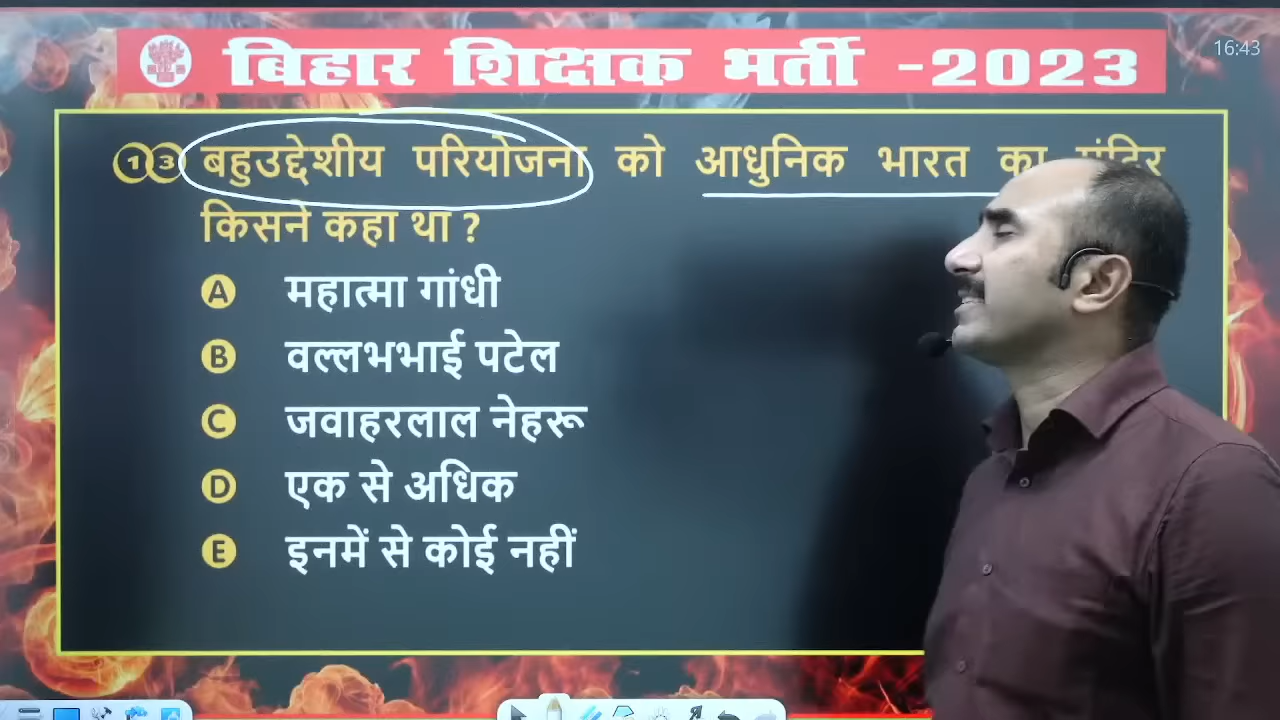 बिहार शिक्षक भर्ती -2023
16:43
13 बहुउद्देशीय परियोजना को आधुनिक भारत का मंदिर
किसने कहा था ?
A महात्मा गांधी
B वल्लभभाई पटेल
C जवाहरलाल नेहरू
D एक से अधिक
E इनमें से कोई नहीं